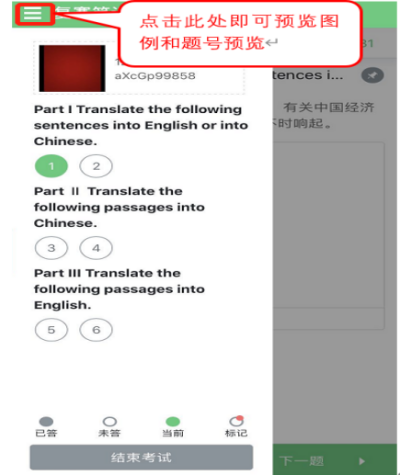 点击此处即可预览图
例和题号预览↵
31
aXcGp99858
tences i...
有关中国经济
不时响起。
Part I Translate the following
sentences into English or into
Chinese.
1
2
Part Ⅱ Translate the
following passages into
Chinese.
3
4
Part III Translate the
following passages into
English.
5
6
已答
未答
当前
标记
结束考试
下一题